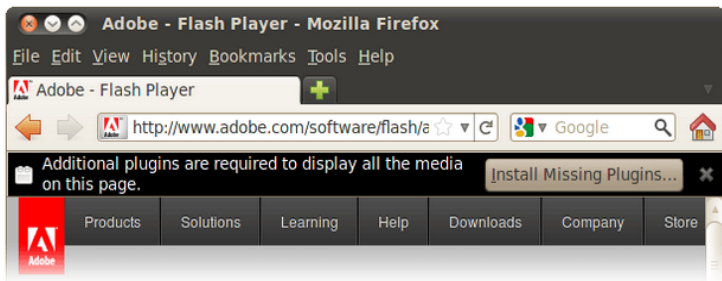 Adobe - Flash Player - Mozilla Firefox
File Edit View History Bookmarks Tools Help
Adobe - Flash Player
http://www.adobe.com/software/flash/a
Google
Additional plugins are required to display all the media
on this page.
Install Missing Plugins...
Products Solutions Learning Help Downloads Company Store
Adobe